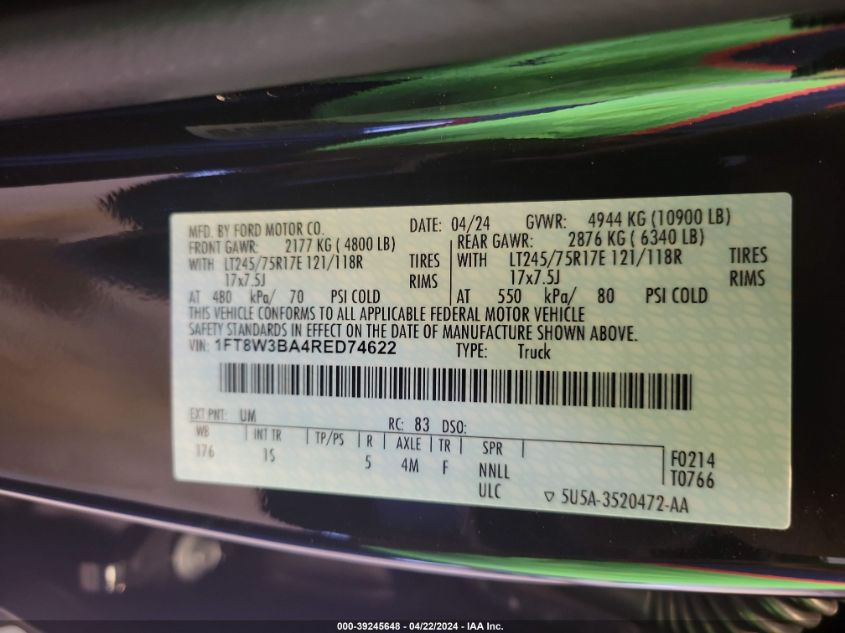 MFD. BY FORD MOTOR CO. DATE: 04/24 GVWR: 4944 KG (10900 LB)
FRONT GAWR: 2177 KG ( 4800 LB) REAR GAWR: 2876 KG ( 6340 LB)
WITH LT245/75R17E 121/118R TIRES WITH LT245/75R17E 121/118R TIRES
17x7.5J RIMS 17x7.5J RIMS
AT 480 kPa/ 70 PSI COLD AT 550 kPa/ 80 PSI COLD
THIS VEHICLE CONFORMS TO ALL APPLICABLE FEDERAL MOTOR VEHICLE
SAFETY STANDARDS IN EFFECT ON THE DATE OF MANUFACTURE SHOWN ABOVE.
VIN: 1FT8W3BA4RED74622 TYPE: Truck
EXT PNT: UM RC: 83 DSO:
WB INT TR TP/PS R AXLE TR SPR
176 IS 5 4M F NNLL F0214
ULC T0766
5U5A-3520472-AA
000-39245648 - 04/22/2024 - IAA Inc.